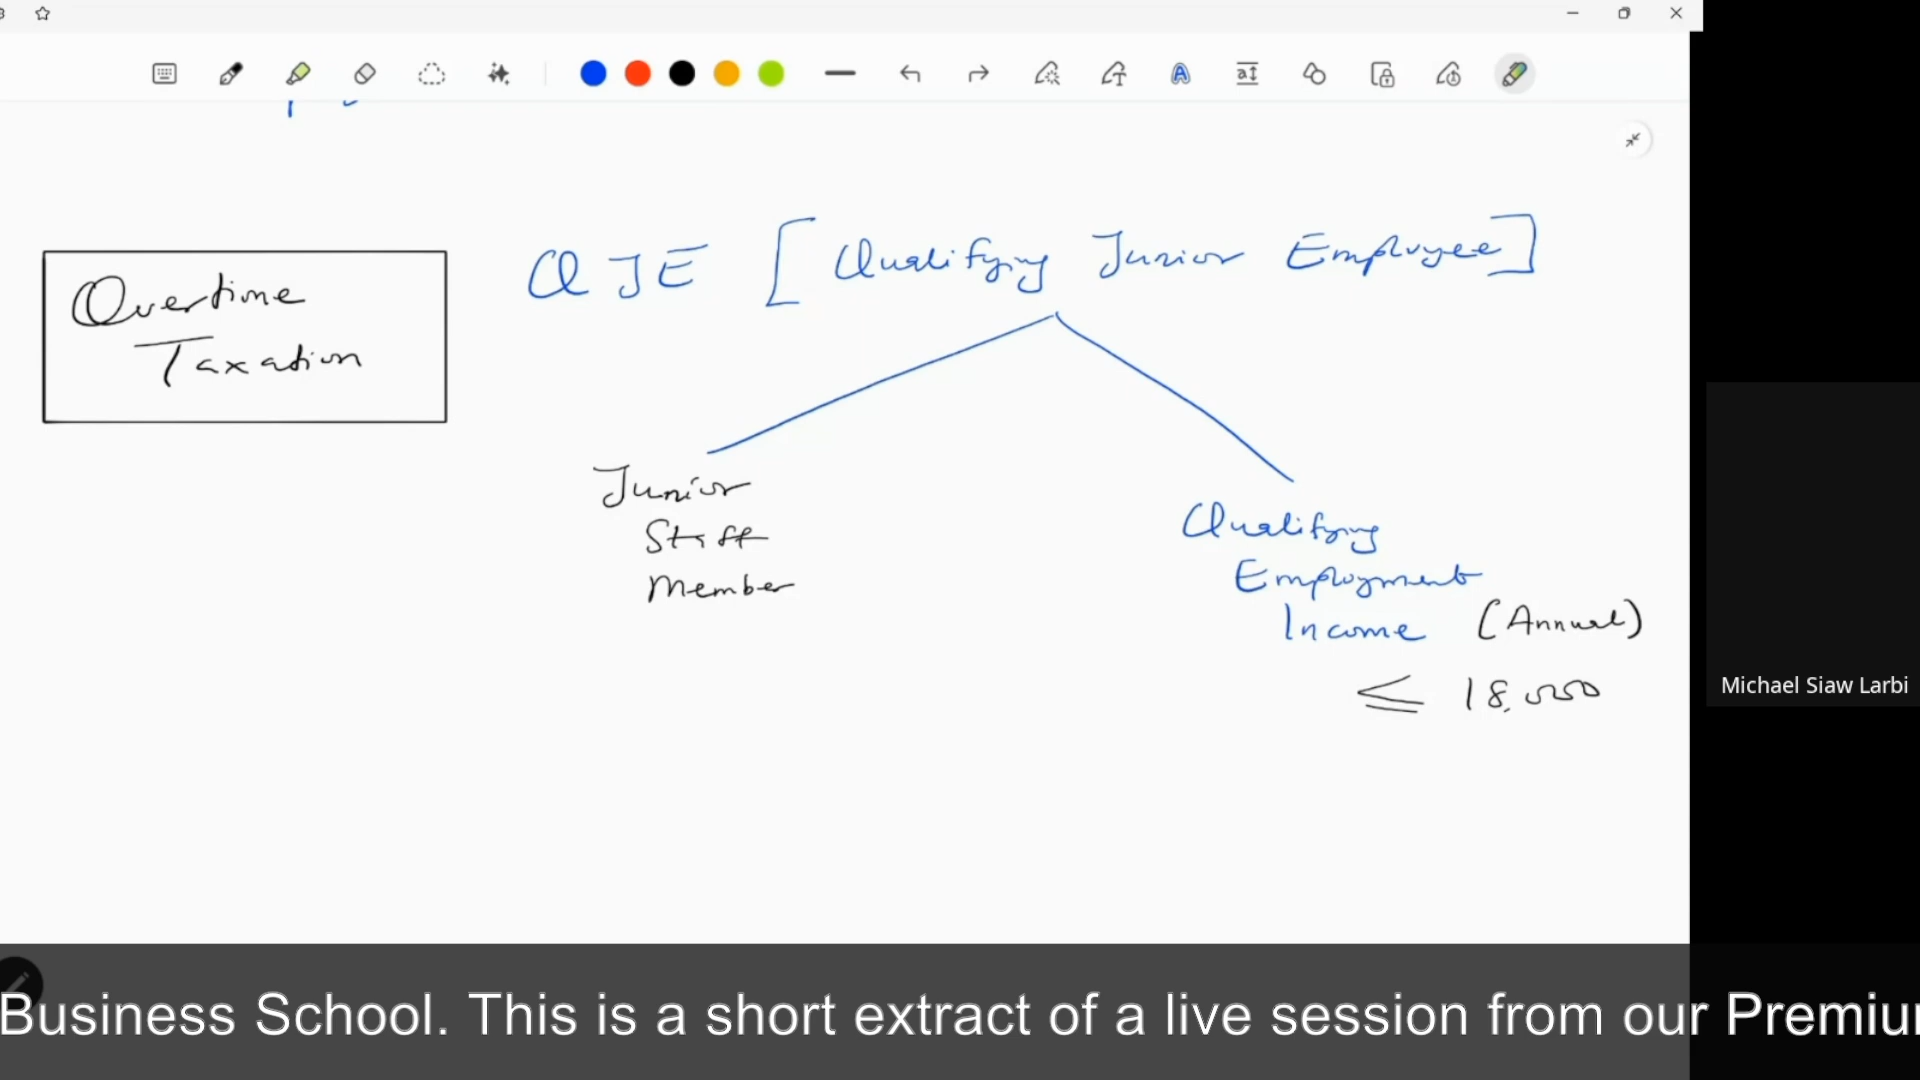 QJE [Qualifying Junior Employee]
Overtime
Taxation
Junior
Staff
Member
Qualifying
Employment
Income (Annual)
≤ 18,000
Michael Siaw Larbi
Business School. This is a short extract of a live session from our Premiu